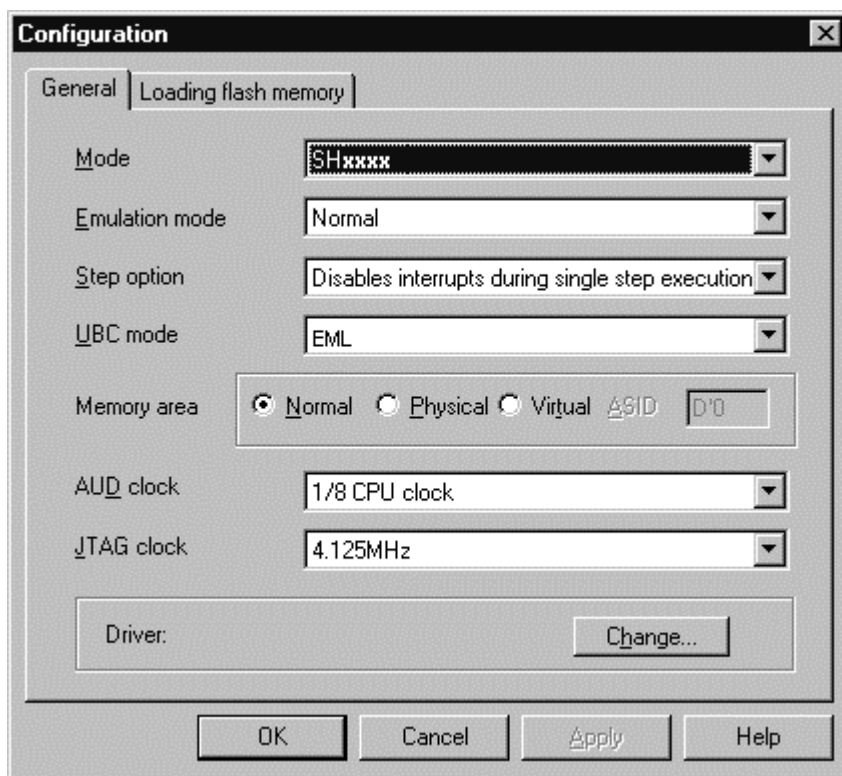 Configuration
General Loading flash memory
Mode SHxxxx
Emulation mode Normal
Step option Disables interrupts during single step execution
UBC mode EML
Memory area Normal Physical Virtual ASID D'0
AUD clock 1/8 CPU clock
JTAG clock 4.125MHz
Driver: Change...
OK Cancel Apply Help